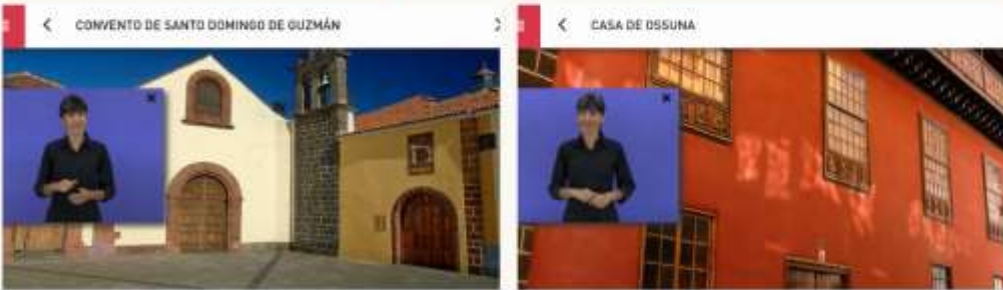 CONVENTO DE SANTO DOMINGO DE GUZMÁN
CASA DE OSSUNA